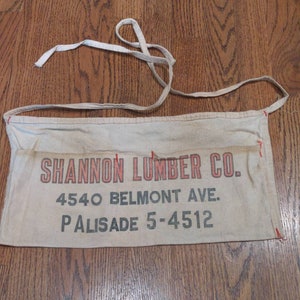 SHANNON LUMBER CO.
4540 BELMONT AVE.
PALISADE 5-4512